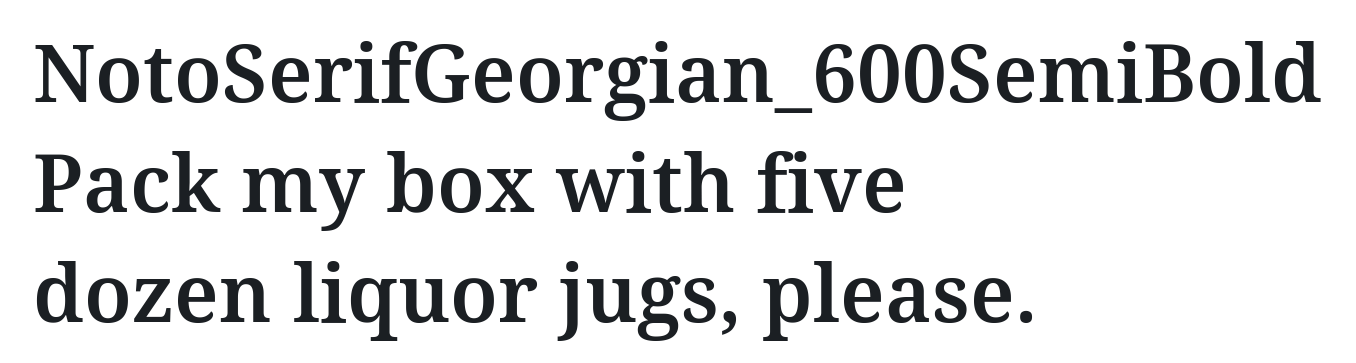 NotoSerifGeorgian_600SemiBold
Pack my box with five
dozen liquor jugs, please.